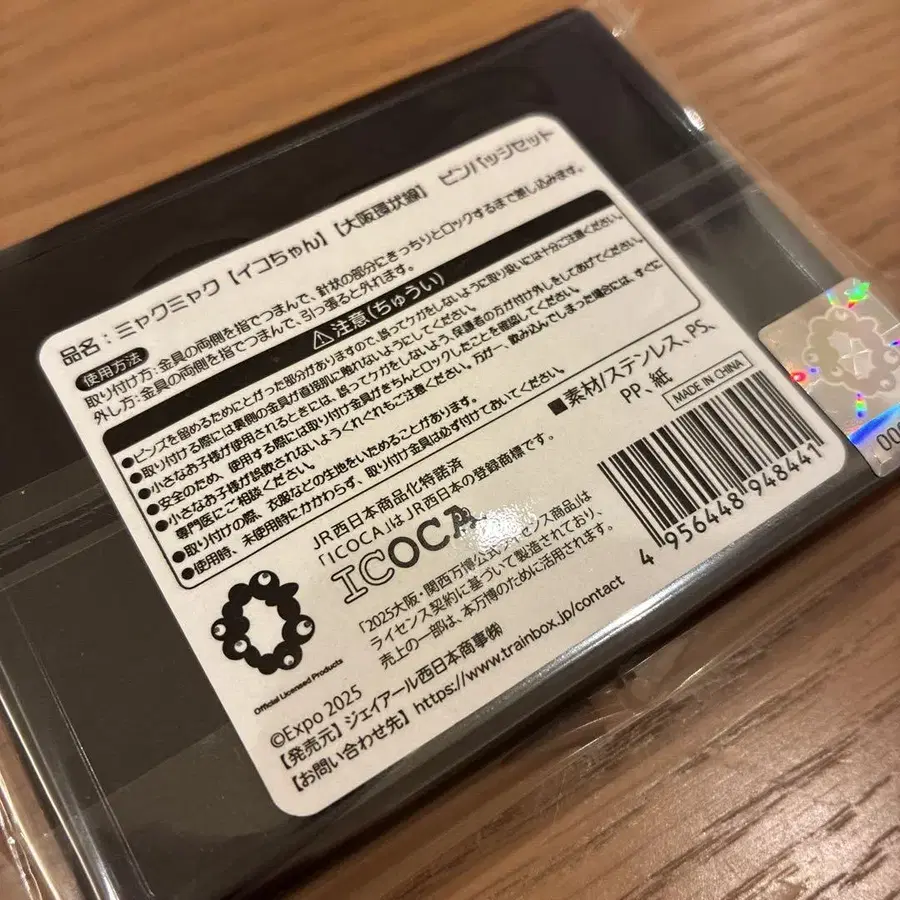 品名:ミャクミャク【イコちゃん】【大阪環状線】 ピンバッジセット
使用方法
取り付け方:金具の両側を指でつまんで、針状の部分にきっちりとロックするまで差し込みます。
外し方:金具の両側を指でつまんで、引っ張ると外れます。
⚠注意(ちゅうい)
●ピンズを留めるためにとがった部分がありますので、誤ってケガをしないように取り扱いには十分ご注意ください。
●取り付ける際には裏側の金具が直接肌に触れないようにしてください。
●小さなお子様が使用されるときには、誤ってケガをしないよう、保護者の方が付け外しをしてあげてください。
●安全のため、使用する際には取り付け金具がきちんとロックしたことを確認してください。
●小さなお子様が誤飲されないようくれぐれもご注意ください。万が一、飲み込んでしまった場合には、すぐに
専門医にご相談ください。
●取り付けの際、衣服などの生地をいためることがあります。
●使用時、未使用時にかかわらず、取り付け金具は必ず付けておいてください。
■素材/ステンレス、PS、
PP、紙
MADE IN CHINA
JR西日本商品化特諾済
「ICOCA」はJR西日本の登録商標です。
ICOCA
4 956448 948441
「2025大阪・関西万博公式ライセンス商品」は
ライセンス契約に基づいて製造されており、
売上の一部は、本万博のために活用されます。
Official Licensed Products
©Expo 2025
【発売元】ジェイアール西日本商事㈱
【お問い合わせ先】https://www.trainbox.jp/contact